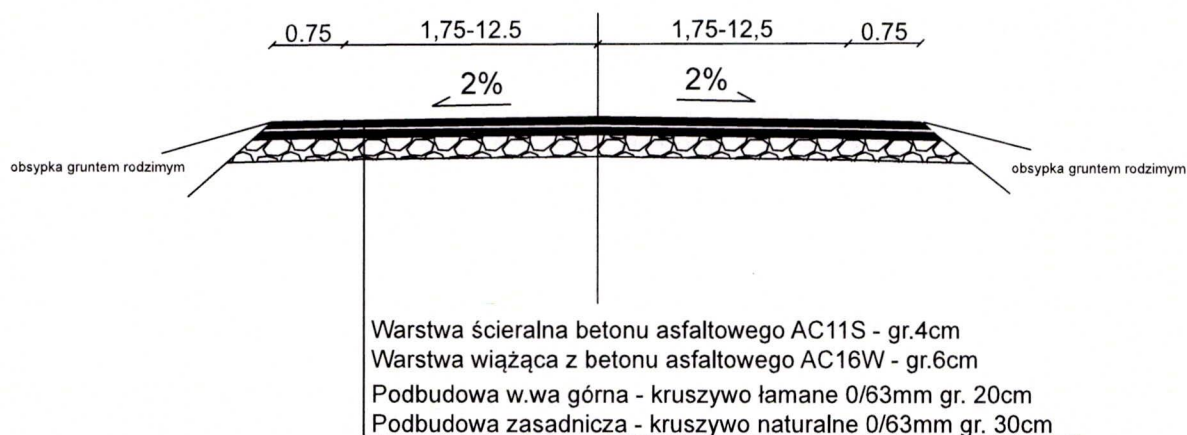 0.75 1,75-12.5 1,75-12,5 0.75
2% 2%
obsypka gruntem rodzimym obsypka gruntem rodzimym
Warstwa ścieralna betonu asfaltowego AC11S - gr.4cm
Warstwa wiążąca z betonu asfaltowego AC16W - gr.6cm
Podbudowa w.wa górna - kruszywo łamane 0/63mm gr. 20cm
Podbudowa zasadnicza - kruszywo naturalne 0/63mm gr. 30cm